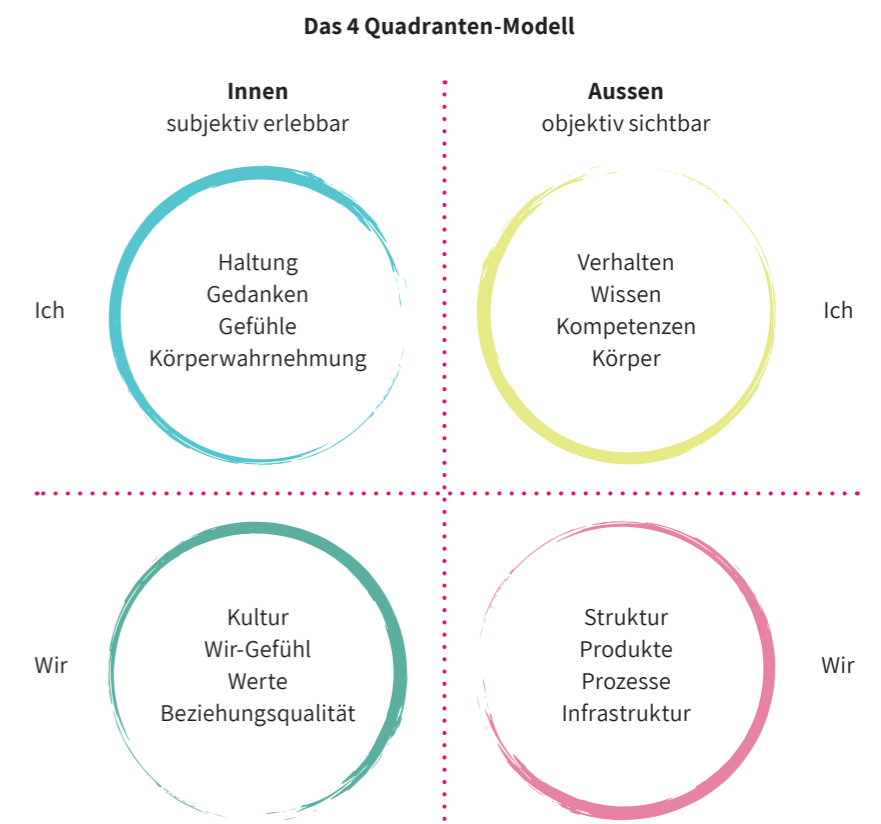 Das 4 Quadranten-Modell
Innen
subjektiv erlebbar
Aussen
objektiv sichtbar
Ich
Haltung
Gedanken
Gefühle
Körperwahrnehmung
Verhalten
Wissen
Kompetenzen
Körper
Ich
Wir
Kultur
Wir-Gefühl
Werte
Beziehungsqualität
Struktur
Produkte
Prozesse
Infrastruktur
Wir